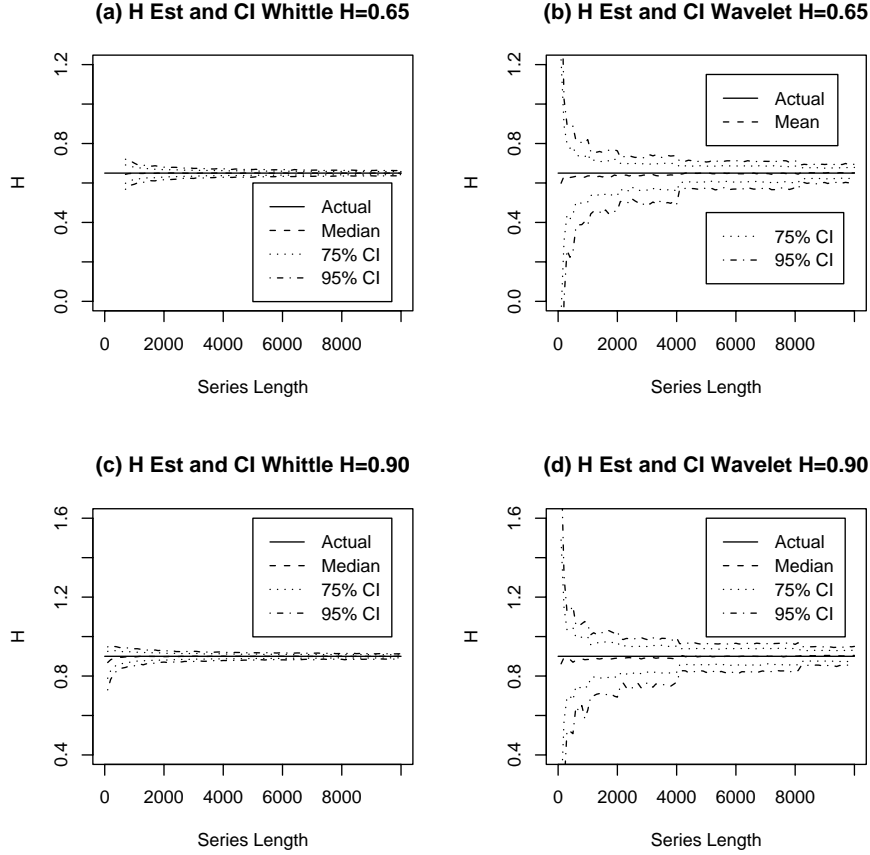 (a) H Est and CI Whittle H=0.65
H
1.2
0.8
0.4
0.0
Actual
Median
75% CI
95% CI
0 2000 4000 6000 8000
Series Length
(b) H Est and CI Wavelet H=0.65
H
1.2
0.8
0.4
0.0
Actual
Mean
75% CI
95% CI
0 2000 4000 6000 8000
Series Length
(c) H Est and CI Whittle H=0.90
H
1.6
1.2
0.8
0.4
Actual
Median
75% CI
95% CI
0 2000 4000 6000 8000
Series Length
(d) H Est and CI Wavelet H=0.90
H
1.6
1.2
0.8
0.4
Actual
Median
75% CI
95% CI
0 2000 4000 6000 8000
Series Length